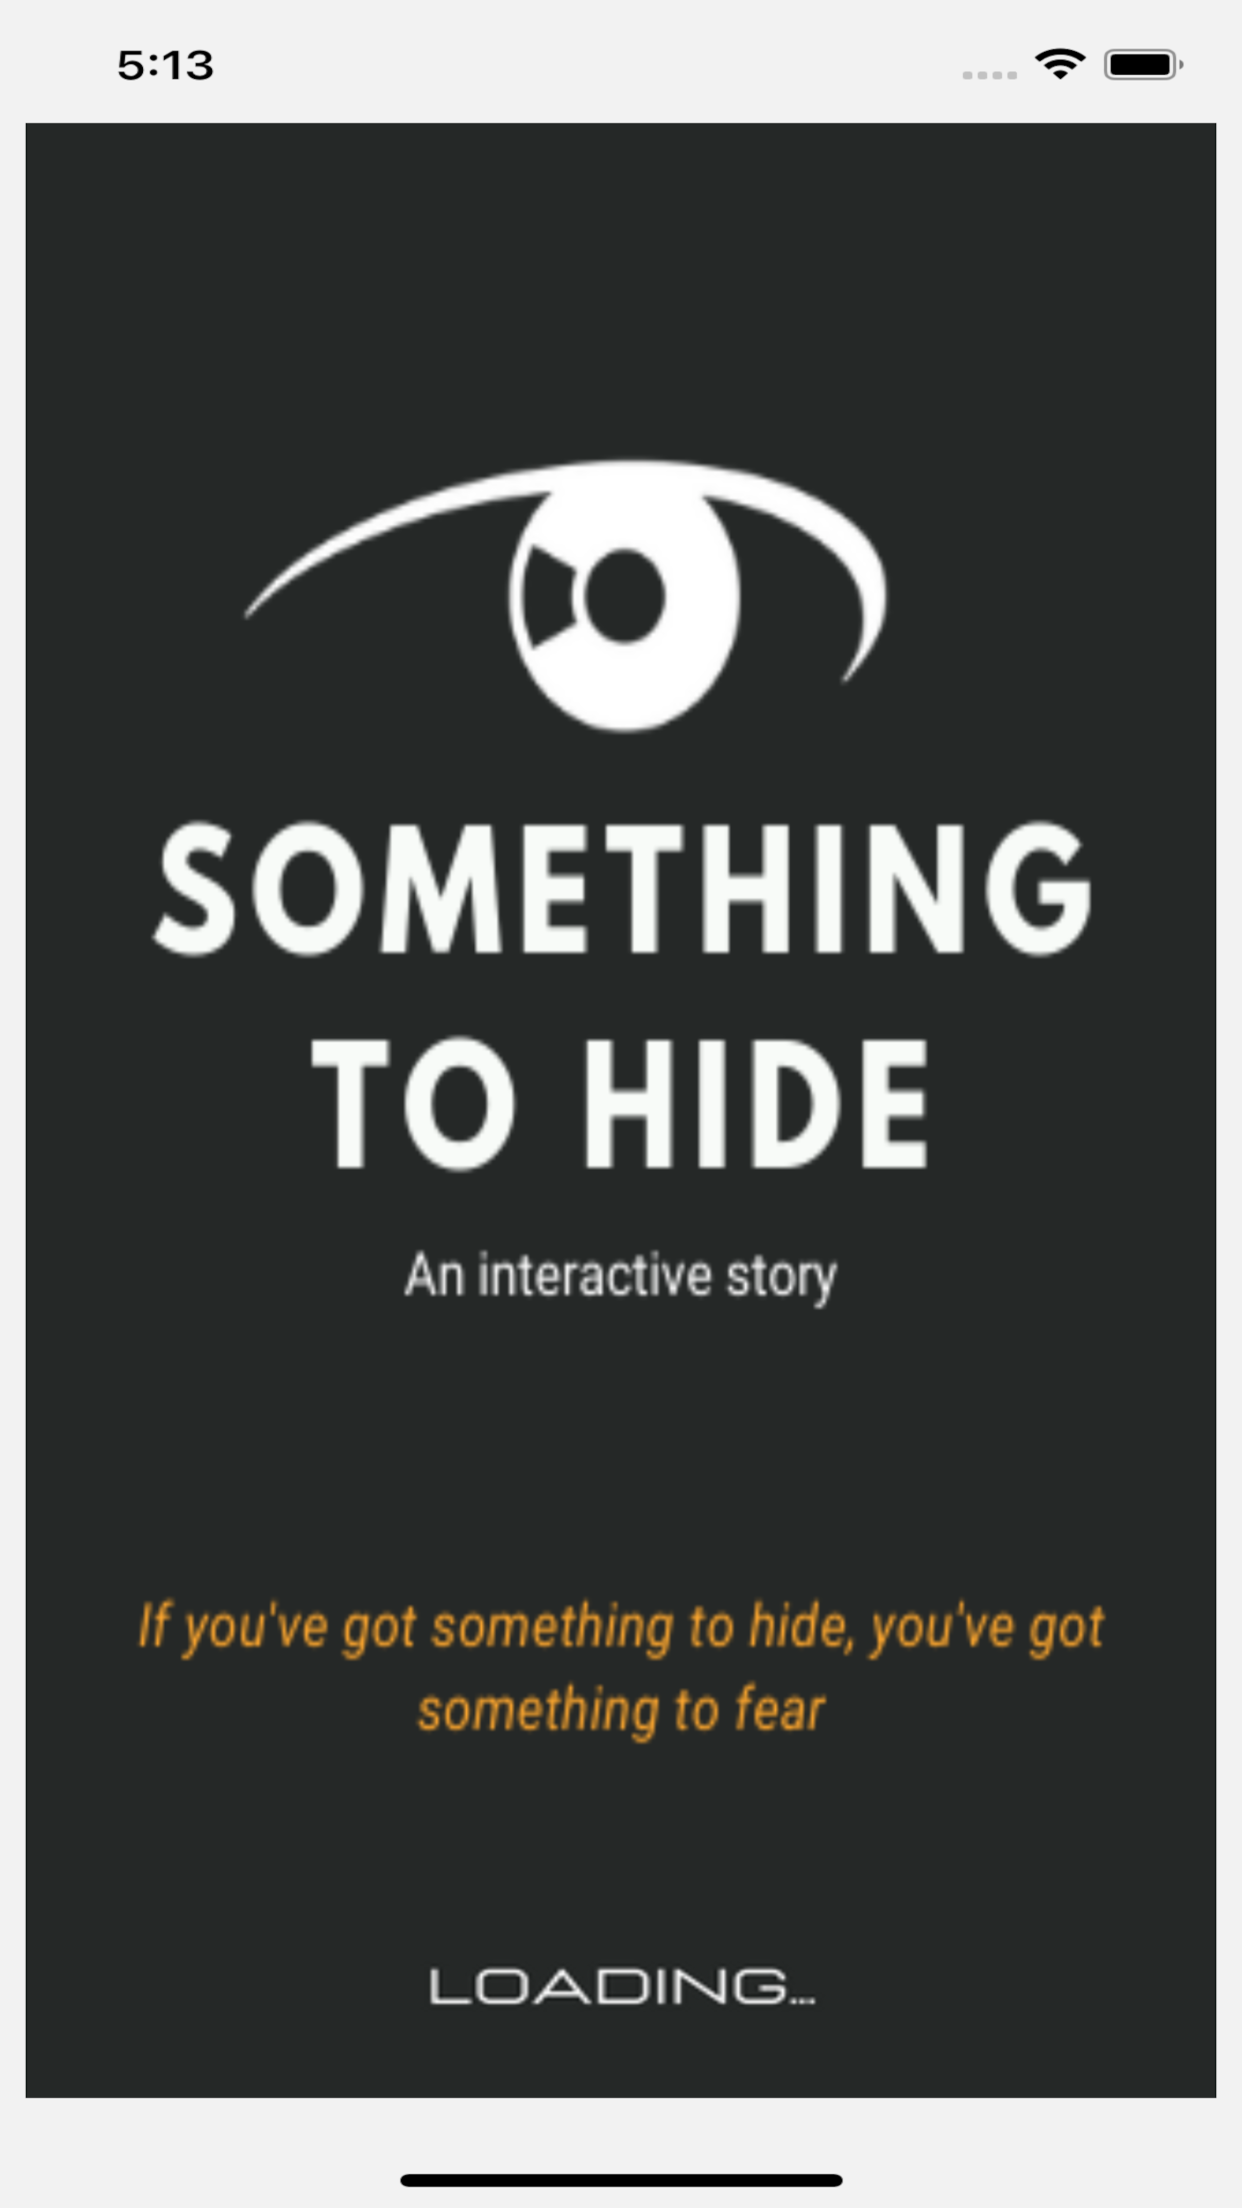 5:13
SOMETHING
TO HIDE
An interactive story
If you've got something to hide, you've got
something to fear
LOADING...